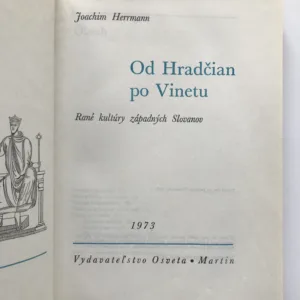 Joachim Herrmann
Od Hradčian
po Vinetu
Rané kultúry západných Slovanov
1973
Vydavateľstvo Osveta • Martin